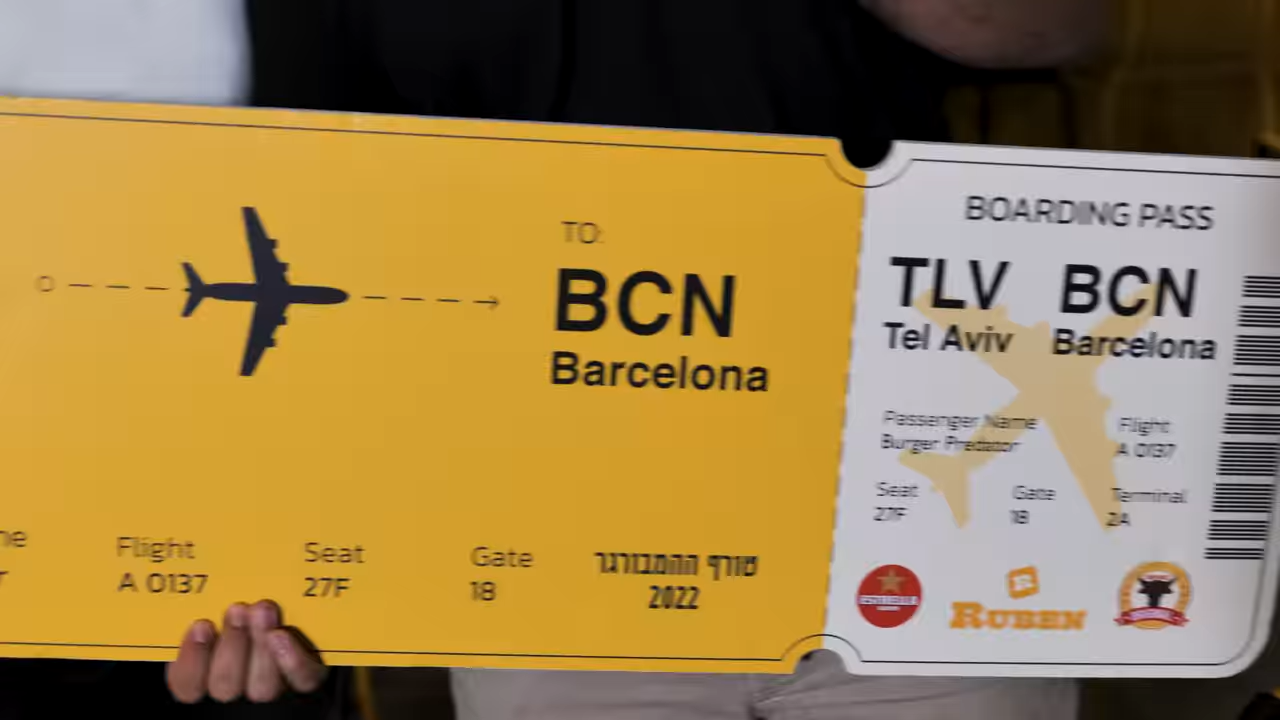 TO:
BCN
Barcelona
Flight
A 0137
Seat
27F
Gate
18
טורף ההמבורגר
2022
BOARDING PASS
TLV BCN
Tel Aviv Barcelona
Passenger Name
Burger Predator
Flight
A 0137
Seat
27F
Gate
18
Terminal
2A
R
RUBEN